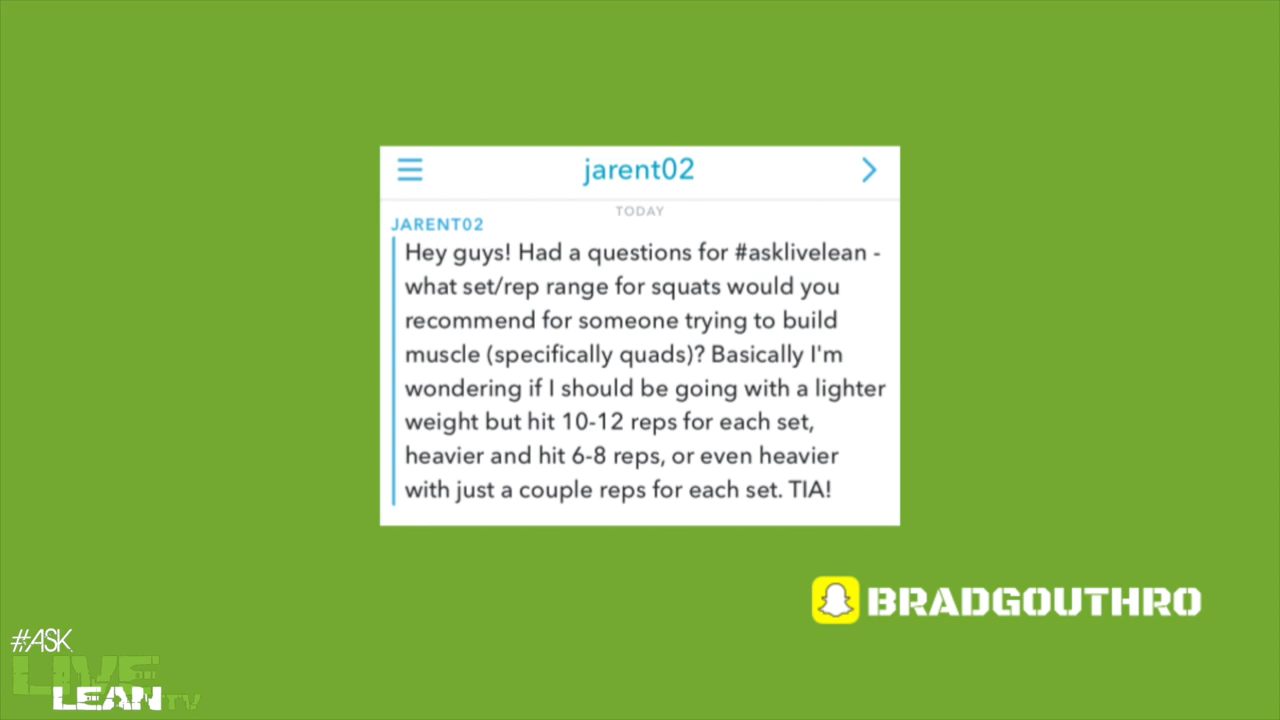 jarent02
TODAY
JARENT02
Hey guys! Had a questions for #asklivelean -
what set/rep range for squats would you
recommend for someone trying to build
muscle (specifically quads)? Basically I'm
wondering if I should be going with a lighter
weight but hit 10-12 reps for each set,
heavier and hit 6-8 reps, or even heavier
with just a couple reps for each set. TIA!
BRADGOUTHRO
#ASK
LIVE
LEAN TV